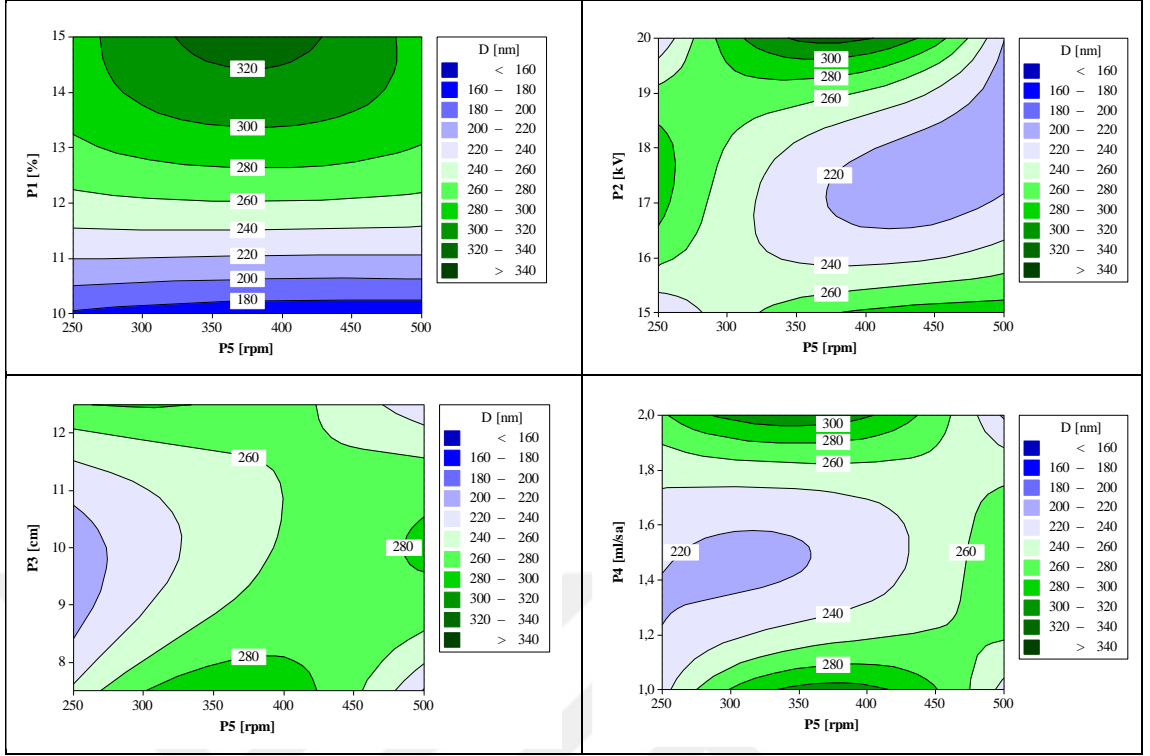 D [nm]
< 160
160 – 180
180 – 200
200 – 220
220 – 240
240 – 260
260 – 280
280 – 300
300 – 320
320 – 340
> 340
15
14
13
12
11
10
P1 [%]
320
300
280
260
240
220
200
180
250 300 350 400 450 500
P5 [rpm]
D [nm]
< 160
160 – 180
180 – 200
200 – 220
220 – 240
240 – 260
260 – 280
280 – 300
300 – 320
320 – 340
> 340
20
19
18
17
16
15
P2 [kV]
300
280
260
220
240
260
250 300 350 400 450 500
P5 [rpm]
D [nm]
< 160
160 – 180
180 – 200
200 – 220
220 – 240
240 – 260
260 – 280
280 – 300
300 – 320
320 – 340
> 340
12
11
10
9
8
P3 [cm]
260
280
280
250 300 350 400 450 500
P5 [rpm]
D [nm]
< 160
160 – 180
180 – 200
200 – 220
220 – 240
240 – 260
260 – 280
280 – 300
300 – 320
320 – 340
> 340
2,0
1,8
1,6
1,4
1,2
1,0
P4 [ml/sa]
300
280
260
220
260
240
280
250 300 350 400 450 500
P5 [rpm]